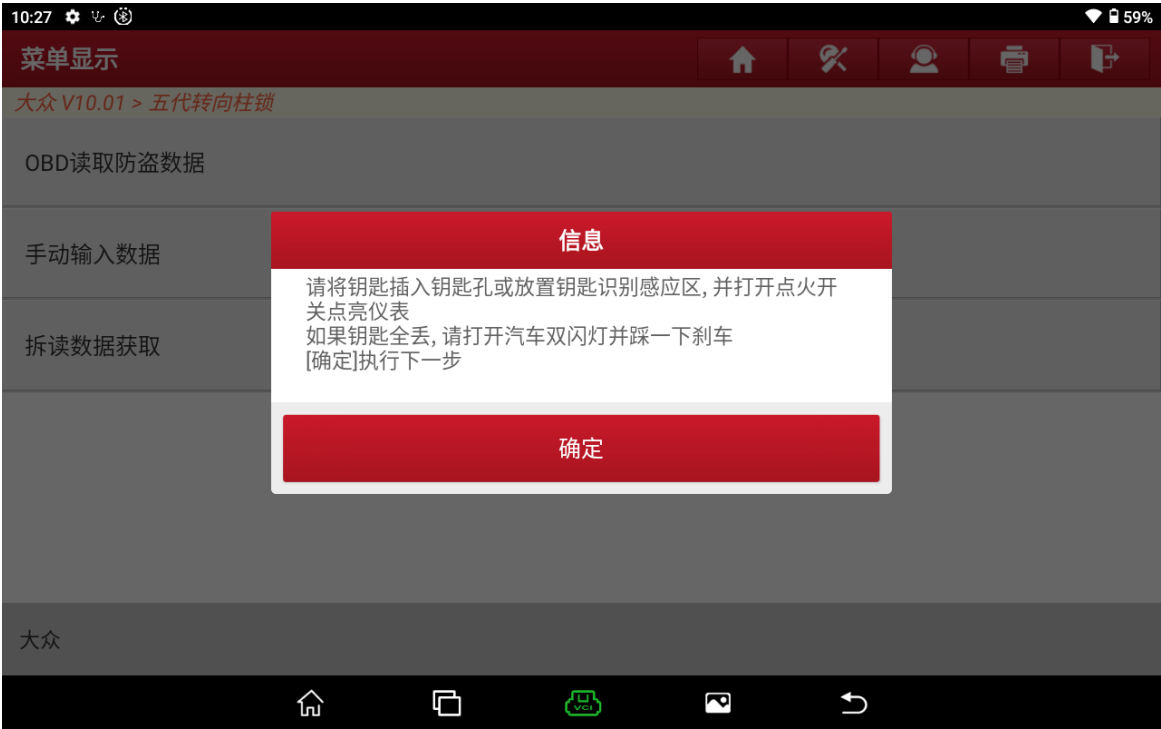 10:27
59%
菜单显示
大众 V10.01 > 五代转向柱锁
OBD读取防盗数据
手动输入数据
拆读数据获取
信息
请将钥匙插入钥匙孔或放置钥匙识别感应区, 并打开点火开
关点亮仪表
如果钥匙全丢, 请打开汽车双闪灯并踩一下刹车
[确定]执行下一步
确定
大众
VCI